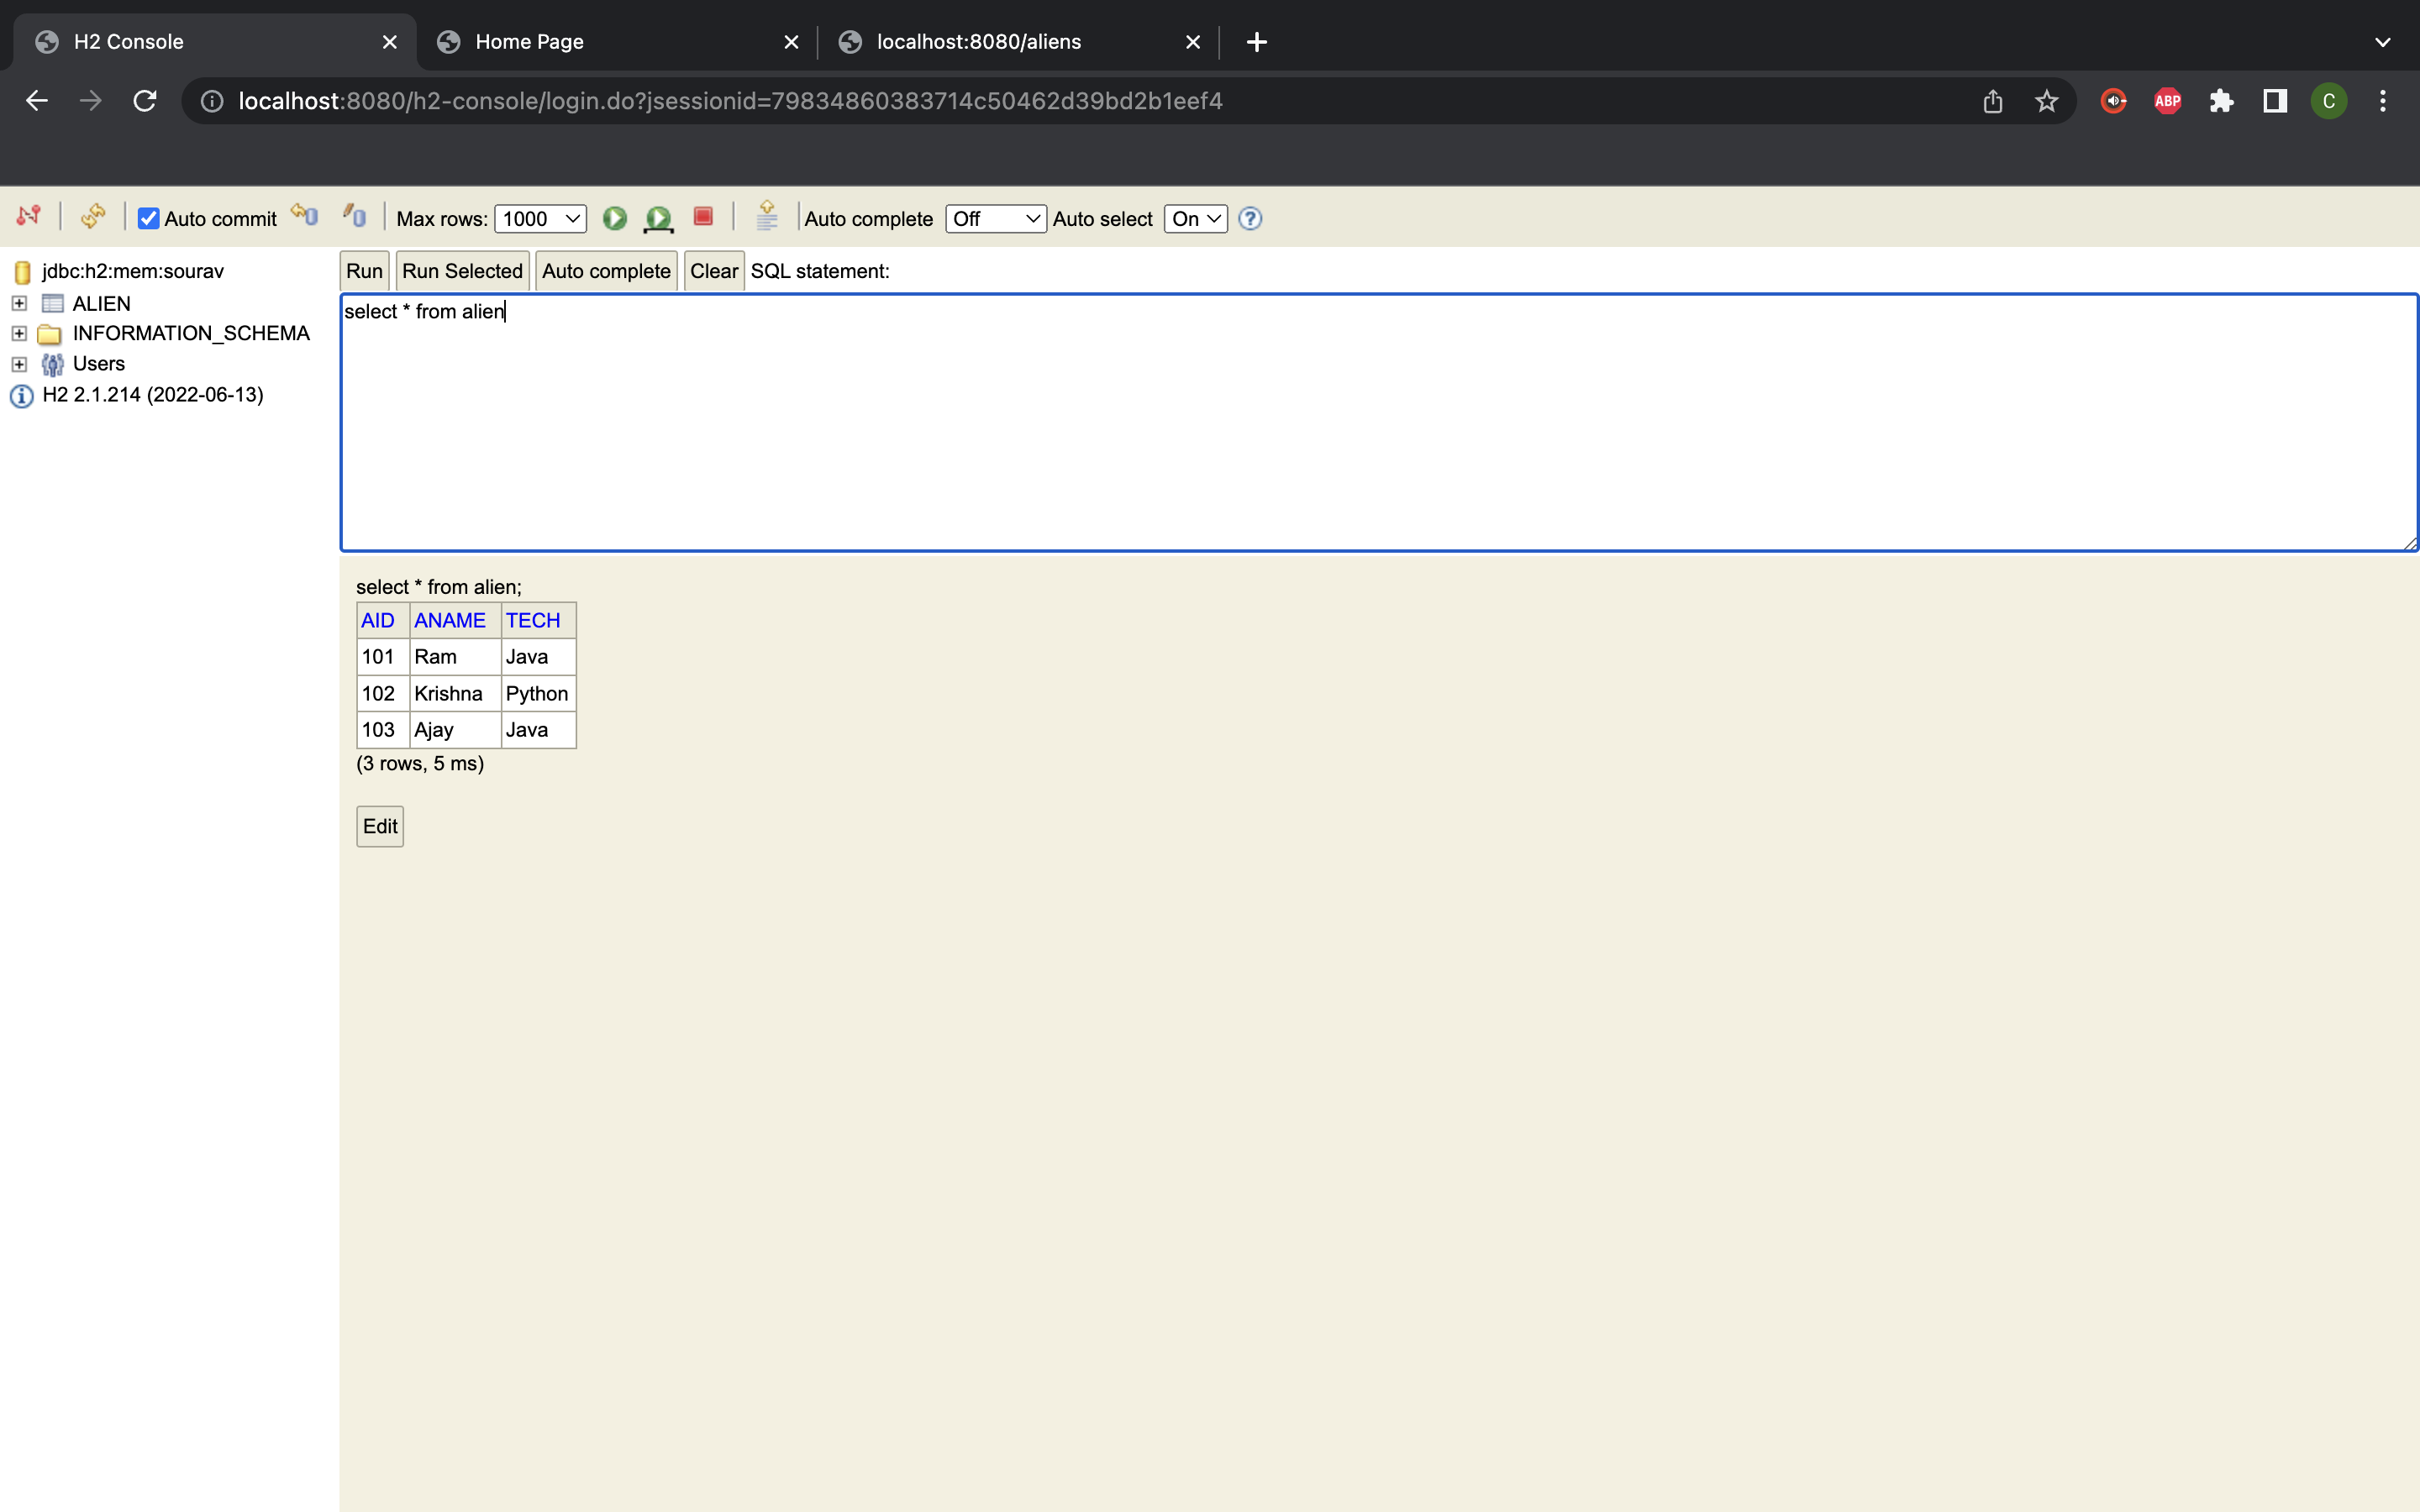 H2 Console
Home Page
localhost:8080/aliens
localhost:8080/h2-console/login.do?jsessionid=79834860383714c50462d39bd2b1eef4
ABP
C
Auto commit
Max rows: 1000
Auto complete Off
Auto select On
?
jdbc:h2:mem:sourav
ALIEN
INFORMATION_SCHEMA
Users
H2 2.1.214 (2022-06-13)
Run Run Selected Auto complete Clear SQL statement:
select * from alien
select * from alien;
AID ANAME TECH
101 Ram Java
102 Krishna Python
103 Ajay Java
(3 rows, 5 ms)
Edit